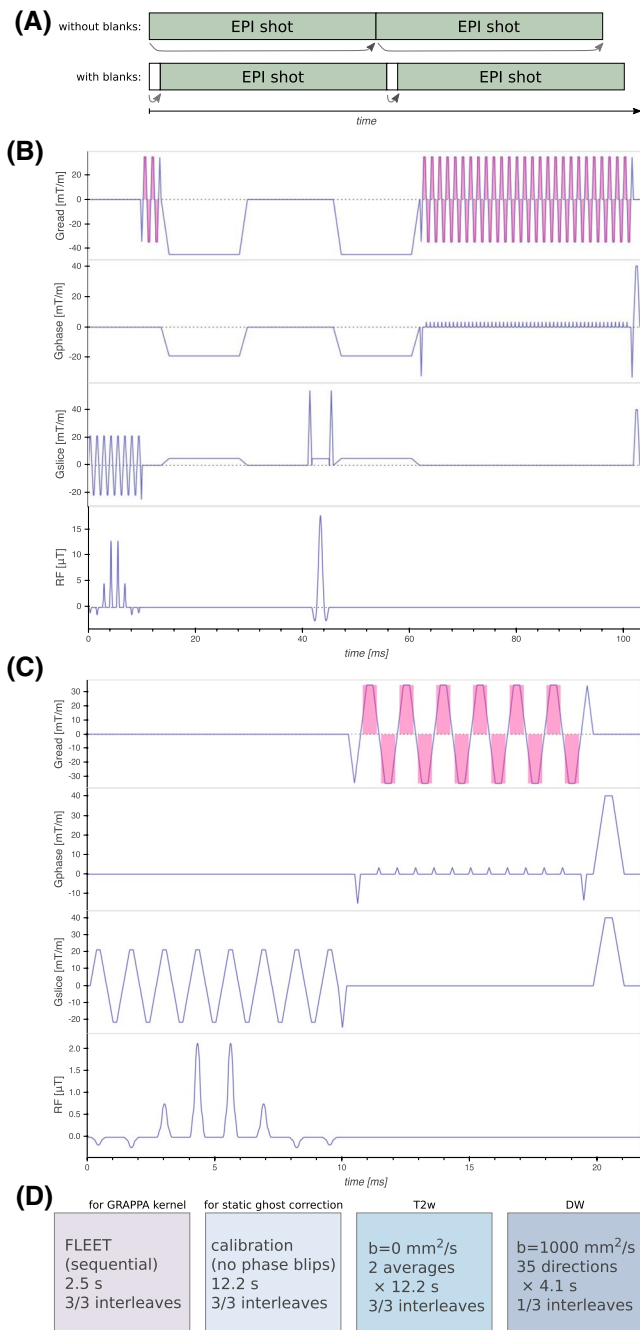 (A)
without blanks:
EPI shot
EPI shot
with blanks:
EPI shot
EPI shot
time
(B)
Gread [mT/m]
20
0
-20
-40
Gphase [mT/m]
40
20
0
-20
Gslice [mT/m]
40
20
0
-20
RF [µT]
15
10
5
0
0
20
40
60
80
100
time [ms]
(C)
Gread [mT/m]
30
20
10
0
-10
-20
-30
Gphase [mT/m]
40
30
20
10
0
-10
Gslice [mT/m]
40
30
20
10
0
-10
-20
RF [µT]
2.0
1.5
1.0
0.5
0.0
0
5
10
15
20
time [ms]
(D)
for GRAPPA kernel
FLEET
(sequential)
2.5 s
3/3 interleaves
for static ghost correction
calibration
(no phase blips)
12.2 s
3/3 interleaves
T2w
b=0 mm²/s
2 averages
× 12.2 s
3/3 interleaves
DW
b=1000 mm²/s
35 directions
× 4.1 s
1/3 interleaves